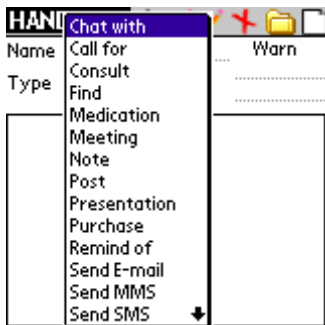 HAND
Chat with
Name
Call for
Warn
Consult
Type
Find
Medication
Meeting
Note
Post
Presentation
Purchase
Remind of
Send E-mail
Send MMS
Send SMS